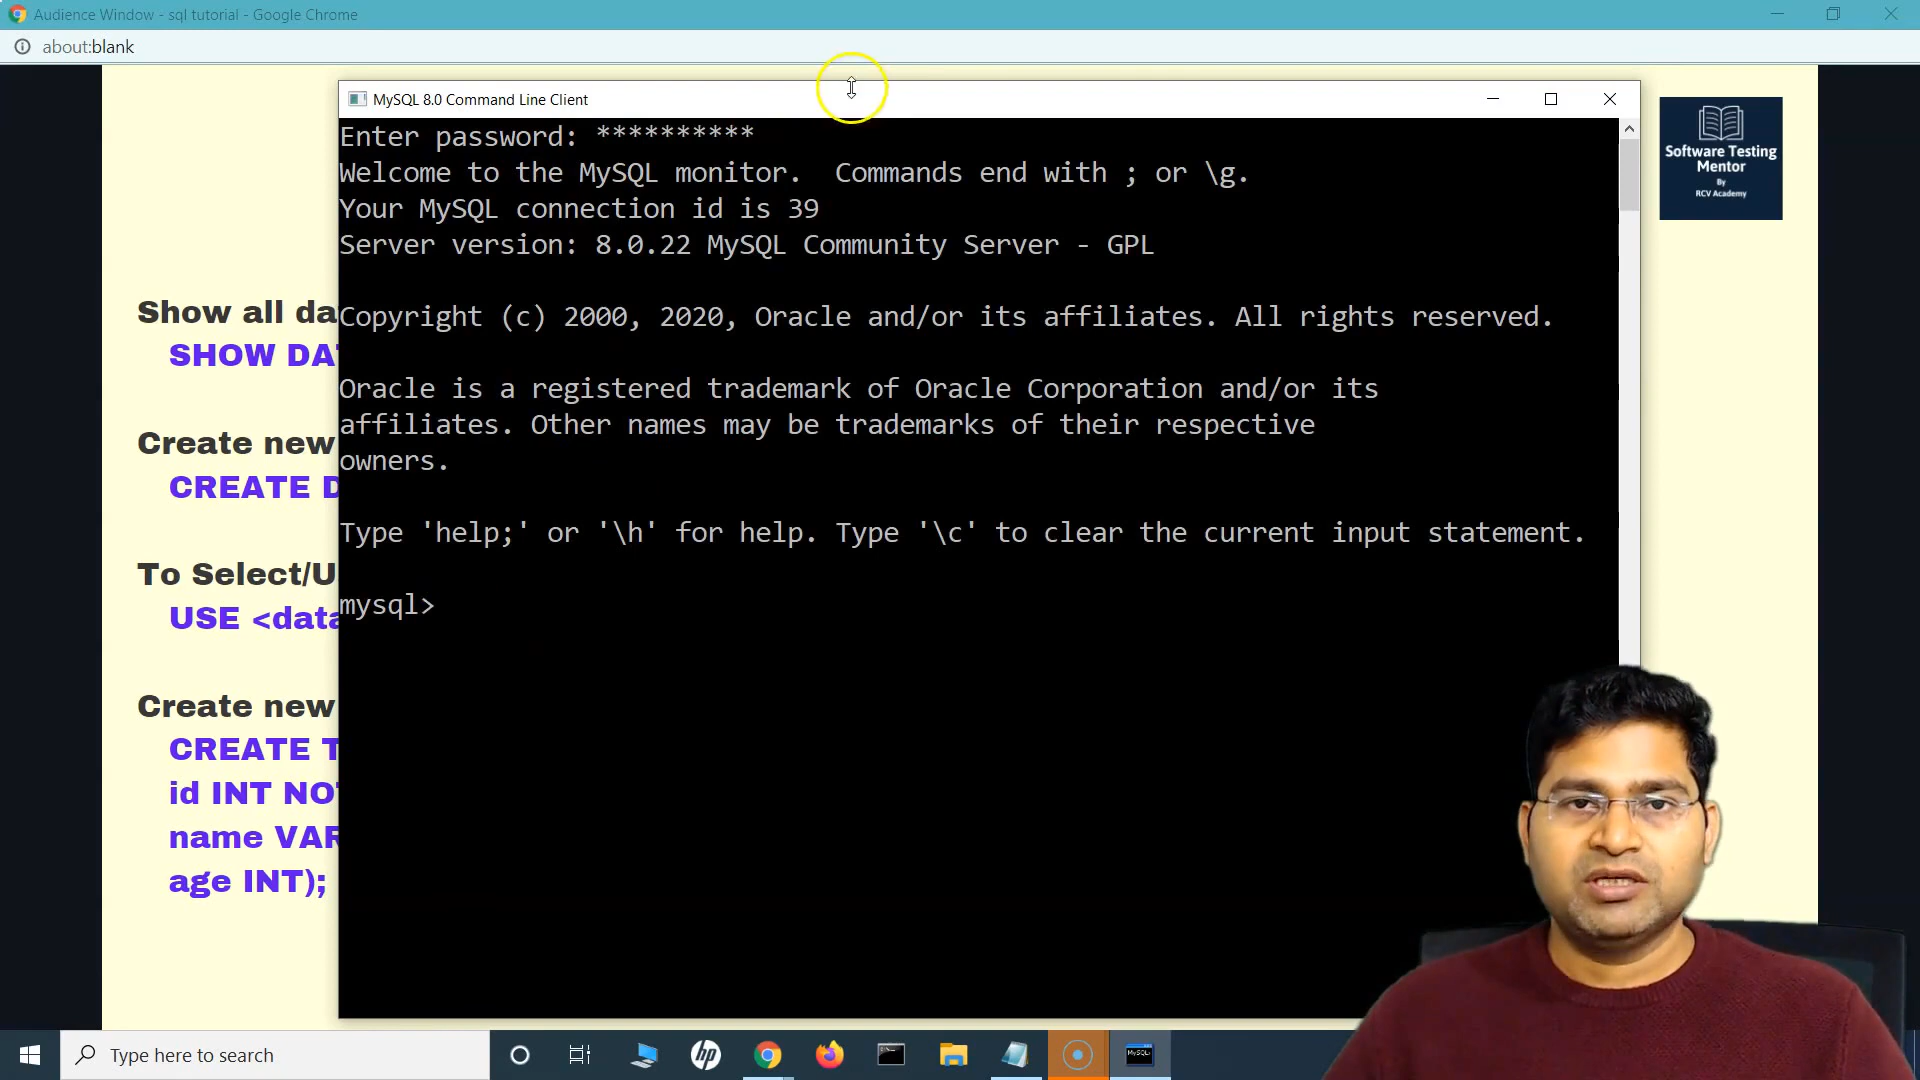 Audience Window - sql tutorial - Google Chrome
about:blank
MySQL 8.0 Command Line Client
Enter password: **********
Welcome to the MySQL monitor.  Commands end with ; or \g.
Your MySQL connection id is 39
Server version: 8.0.22 MySQL Community Server - GPL
Copyright (c) 2000, 2020, Oracle and/or its affiliates. All rights reserved.
Oracle is a registered trademark of Oracle Corporation and/or its
affiliates. Other names may be trademarks of their respective
owners.
Type 'help;' or '\h' for help. Type '\c' to clear the current input statement.
mysql>
Software Testing
Mentor
By
RCV Academy
Show all da
SHOW DA
Create new
CREATE D
To Select/U
USE <data
Create new
CREATE T
id INT NO
name VAR
age INT);
Type here to search
hp
MySQL